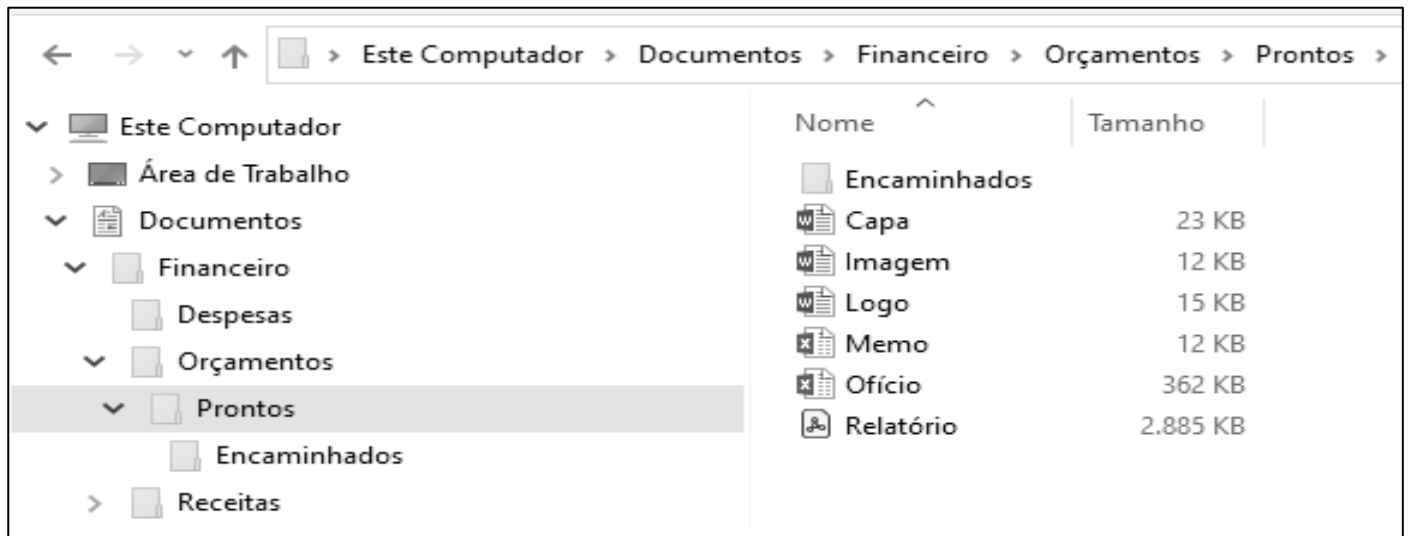 Este Computador > Documentos > Financeiro > Orçamentos > Prontos >
Este Computador
Área de Trabalho
Documentos
Financeiro
Despesas
Orçamentos
Prontos
Encaminhados
Receitas
Nome Tamanho
Encaminhados
Capa 23 KB
Imagem 12 KB
Logo 15 KB
Memo 12 KB
Ofício 362 KB
Relatório 2.885 KB